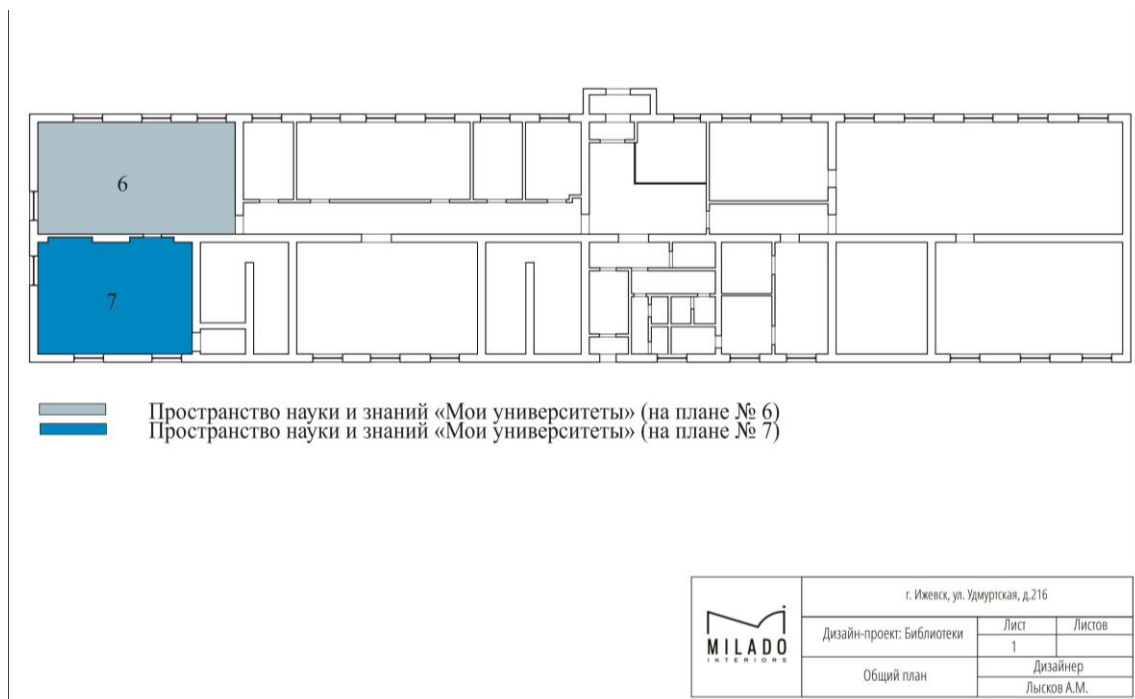 6
7
Пространство науки и знаний «Мои университеты» (на плане № 6)
Пространство науки и знаний «Мои университеты» (на плане № 7)
MILADO
INTERIORS
г. Ижевск, ул. Удмуртская, д.216
Дизайн-проект: Библиотеки
Лист
Листов
1
Общий план
Дизайнер
Лысков А.М.